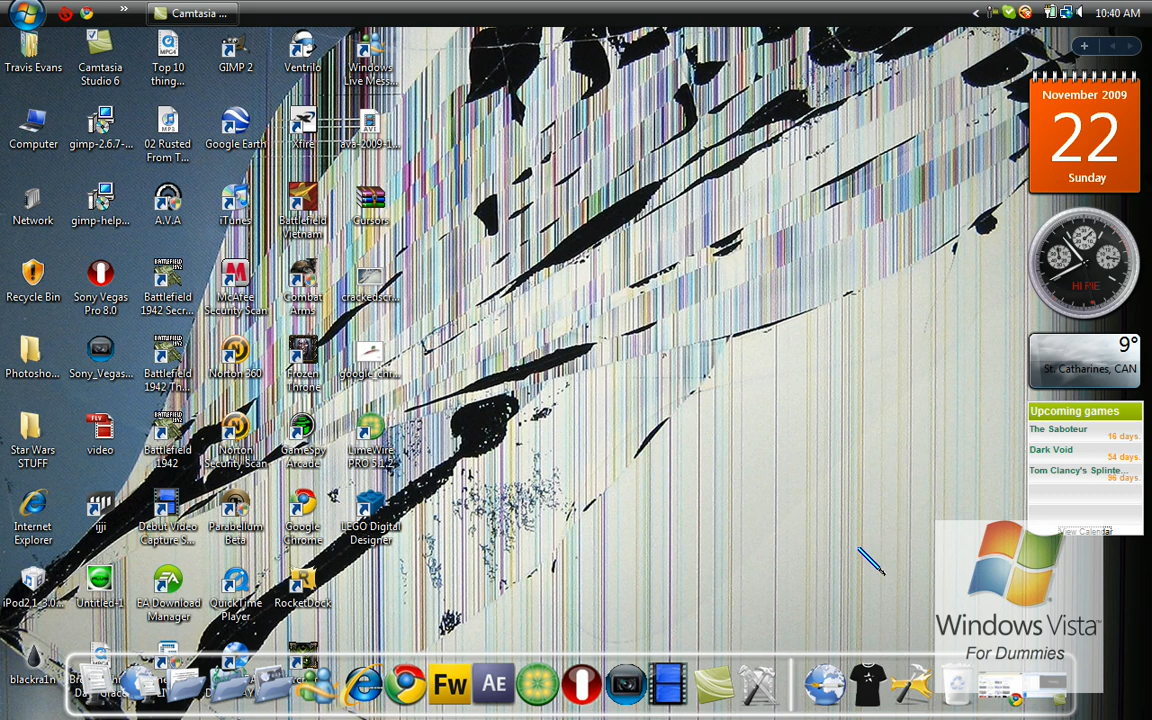 Camtasia ...
10:40 AM
Travis Evans
Camtasia
Studio 6
Top 10
thing...
GIMP 2
Ventrilo
Windows
Live Mess...
Computer
gimp-2.6.7-...
02 Rusted
From T...
Google Earth
Xfire
ava-2009-1...
Network
gimp-help...
A.V.A
iTunes
Battlefield
Vietnam
Cursors
Recycle Bin
Sony Vegas
Pro 8.0
Battlefield
1942 Secr...
McAfee
Security Scan
Combat
Arms
crackedscr...
Photosho...
Sony_Vegas...
Battlefield
1942 Th...
Norton 360
Frozen
Throne
google_chr...
Star Wars
STUFF
video
Battlefield
1942
Norton
Security Scan
GameSpy
Arcade
LimeWire
PRO 5.1.2
Internet
Explorer
ijji
Debut Video
Capture S...
Parabellum
Beta
Google
Chrome
LEGO Digital
Designer
iPod2,1_3.0...
Untitled-1
EA Download
Manager
QuickTime
Player
RocketDock
blackra1n
Fw
AE
November 2009
22
Sunday
HI PIE
9°
St. Catharines, CAN
Upcoming games
The Saboteur
16 days.
Dark Void
54 days.
Tom Clancy's Splinte...
96 days.
View Calendar
Windows Vista™
For Dummies